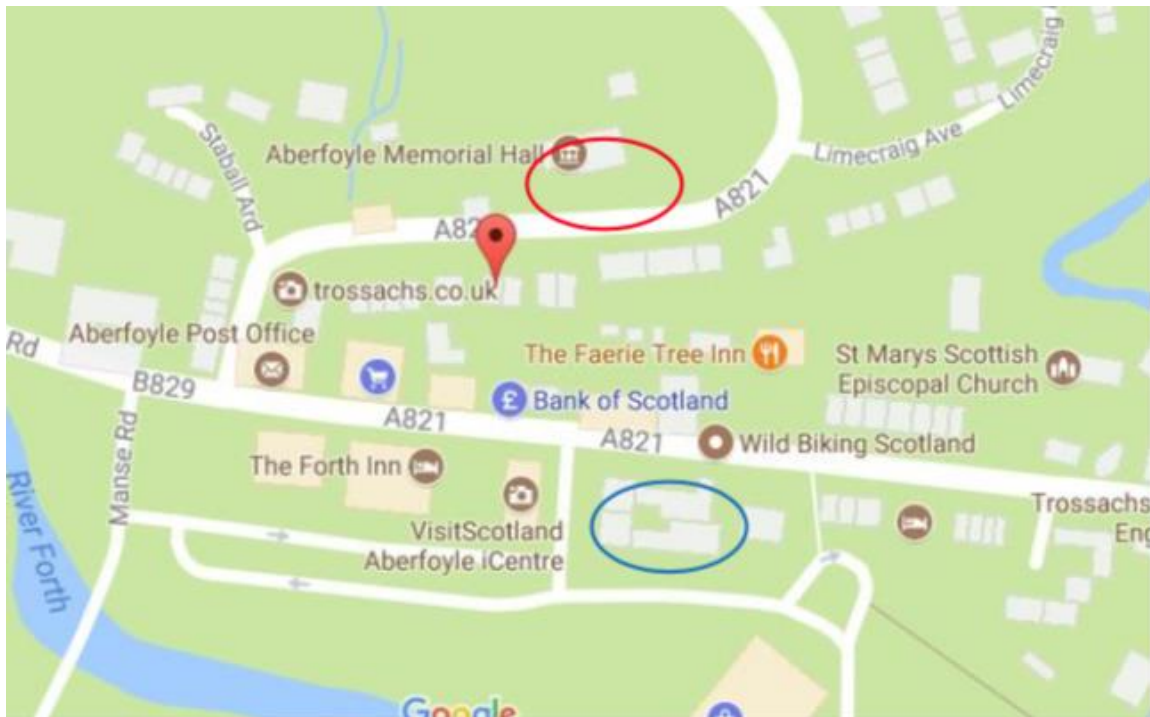 Limecraig
Limecraig Ave
Staball Ard
Aberfoyle Memorial Hall
A821
trossachs.co.uk
Aberfoyle Post Office
Rd
The Faerie Tree Inn
St Marys Scottish
Episcopal Church
B829
A821
Bank of Scotland
A821
Wild Biking Scotland
Manse Rd
The Forth Inn
River Forth
VisitScotland
Aberfoyle iCentre
Trossachs
Eng
Google